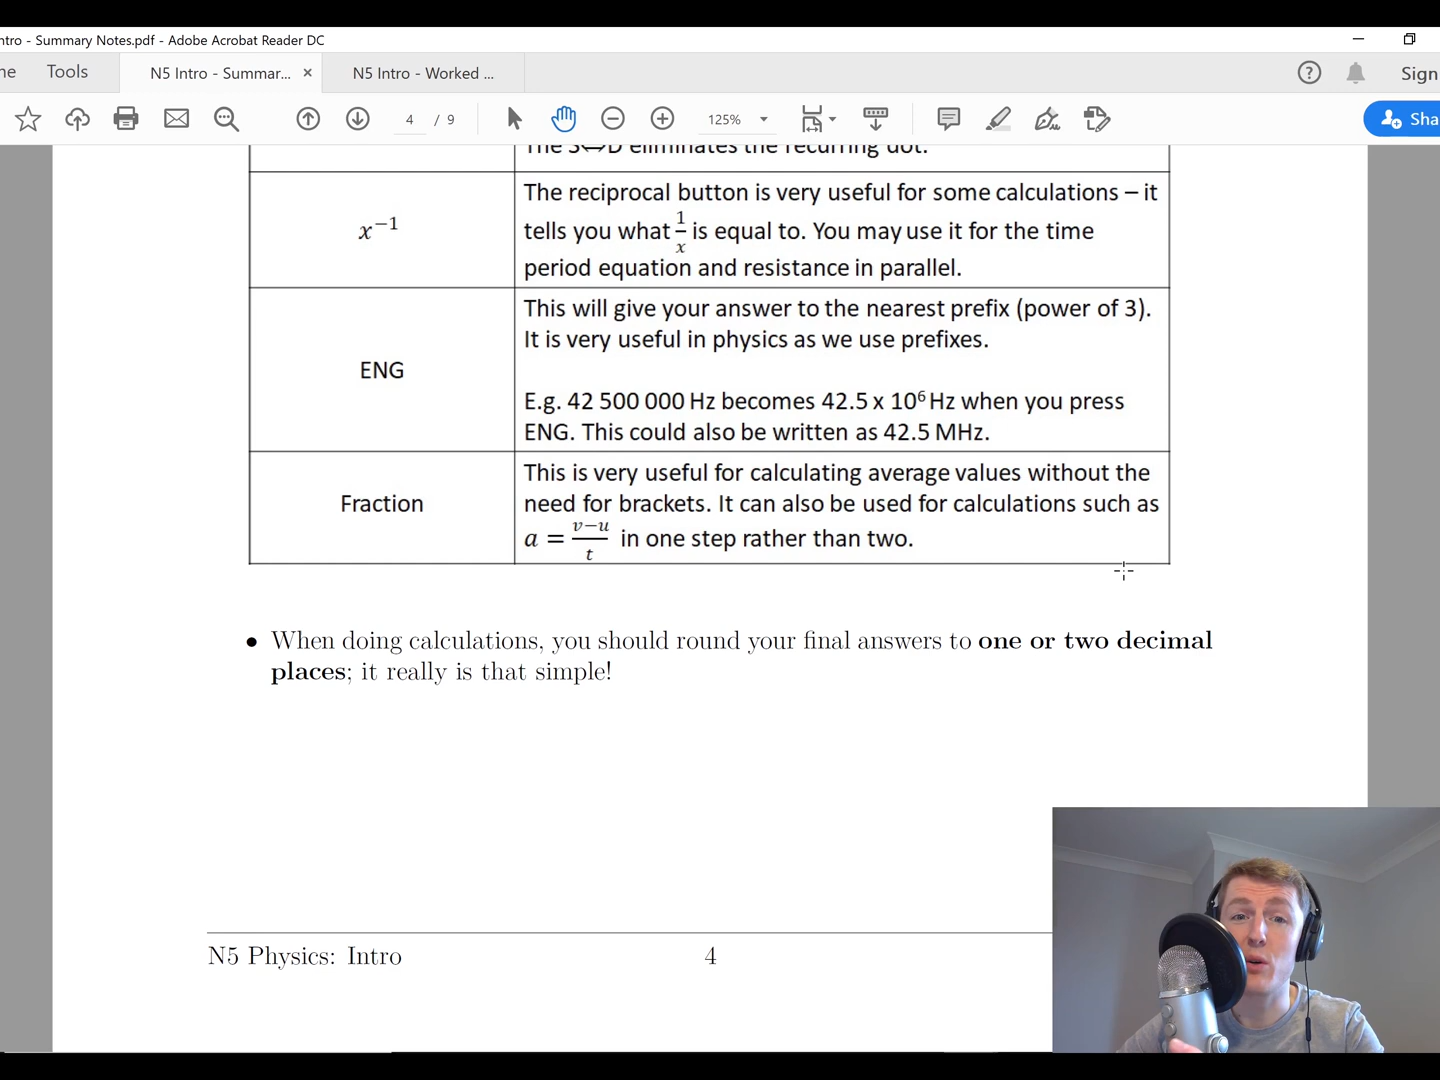 ntro - Summary Notes.pdf - Adobe Acrobat Reader DC
ne Tools N5 Intro - Summar... × N5 Intro - Worked ... Sign
4 / 9 125% Sha
The S⇔D eliminates the recurring dot.
x⁻¹
The reciprocal button is very useful for some calculations – it
tells you what 1/x is equal to. You may use it for the time
period equation and resistance in parallel.
ENG
This will give your answer to the nearest prefix (power of 3).
It is very useful in physics as we use prefixes.
E.g. 42 500 000 Hz becomes 42.5 x 10⁶ Hz when you press
ENG. This could also be written as 42.5 MHz.
Fraction
This is very useful for calculating average values without the
need for brackets. It can also be used for calculations such as
a = v−u/t in one step rather than two.
• When doing calculations, you should round your final answers to one or two decimal
places; it really is that simple!
N5 Physics: Intro 4